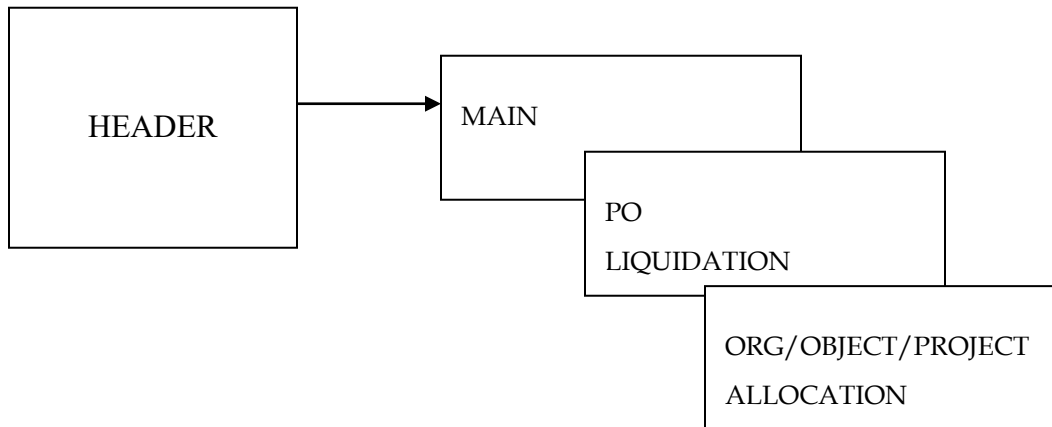 HEADER
MAIN
PO
LIQUIDATION
ORG/OBJECT/PROJECT
ALLOCATION